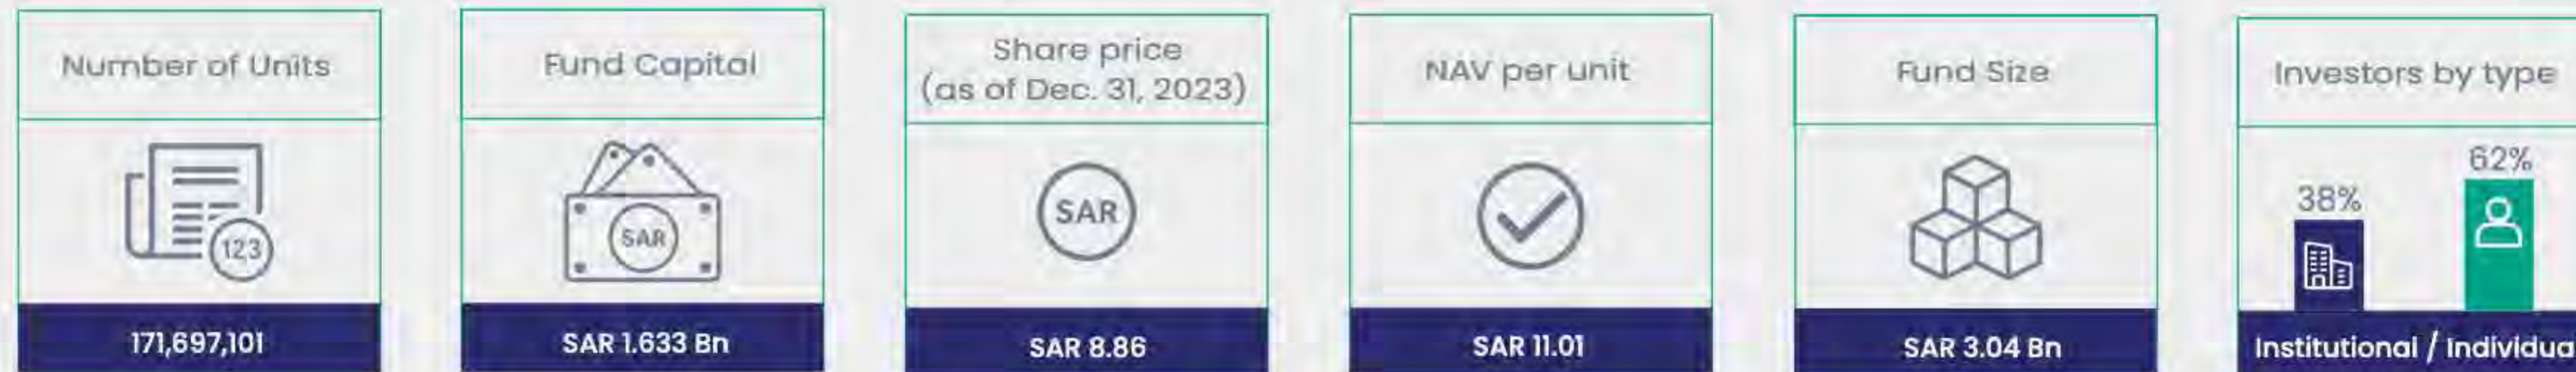 Number of Units
123
171,697,101
Fund Capital
SAR
SAR 1.633 Bn
Share price
(as of Dec. 31, 2023)
SAR
SAR 8.86
NAV per unit
SAR 11.01
Fund Size
SAR 3.04 Bn
Investors by type
62%
38%
Institutional / Individua